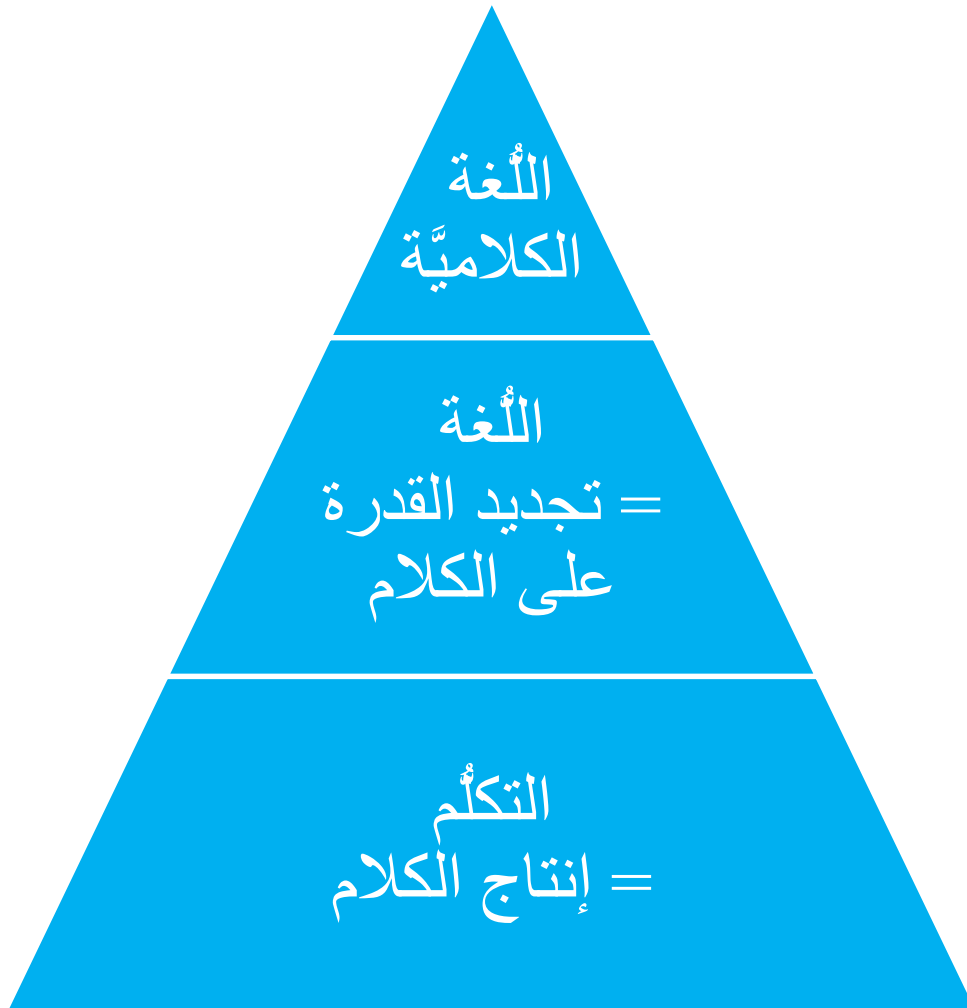 اللُّغة
الكلاميَّة
اللُّغة
= تجديد القدرة
على الكلام
التكلُّم
= إنتاج الكلام